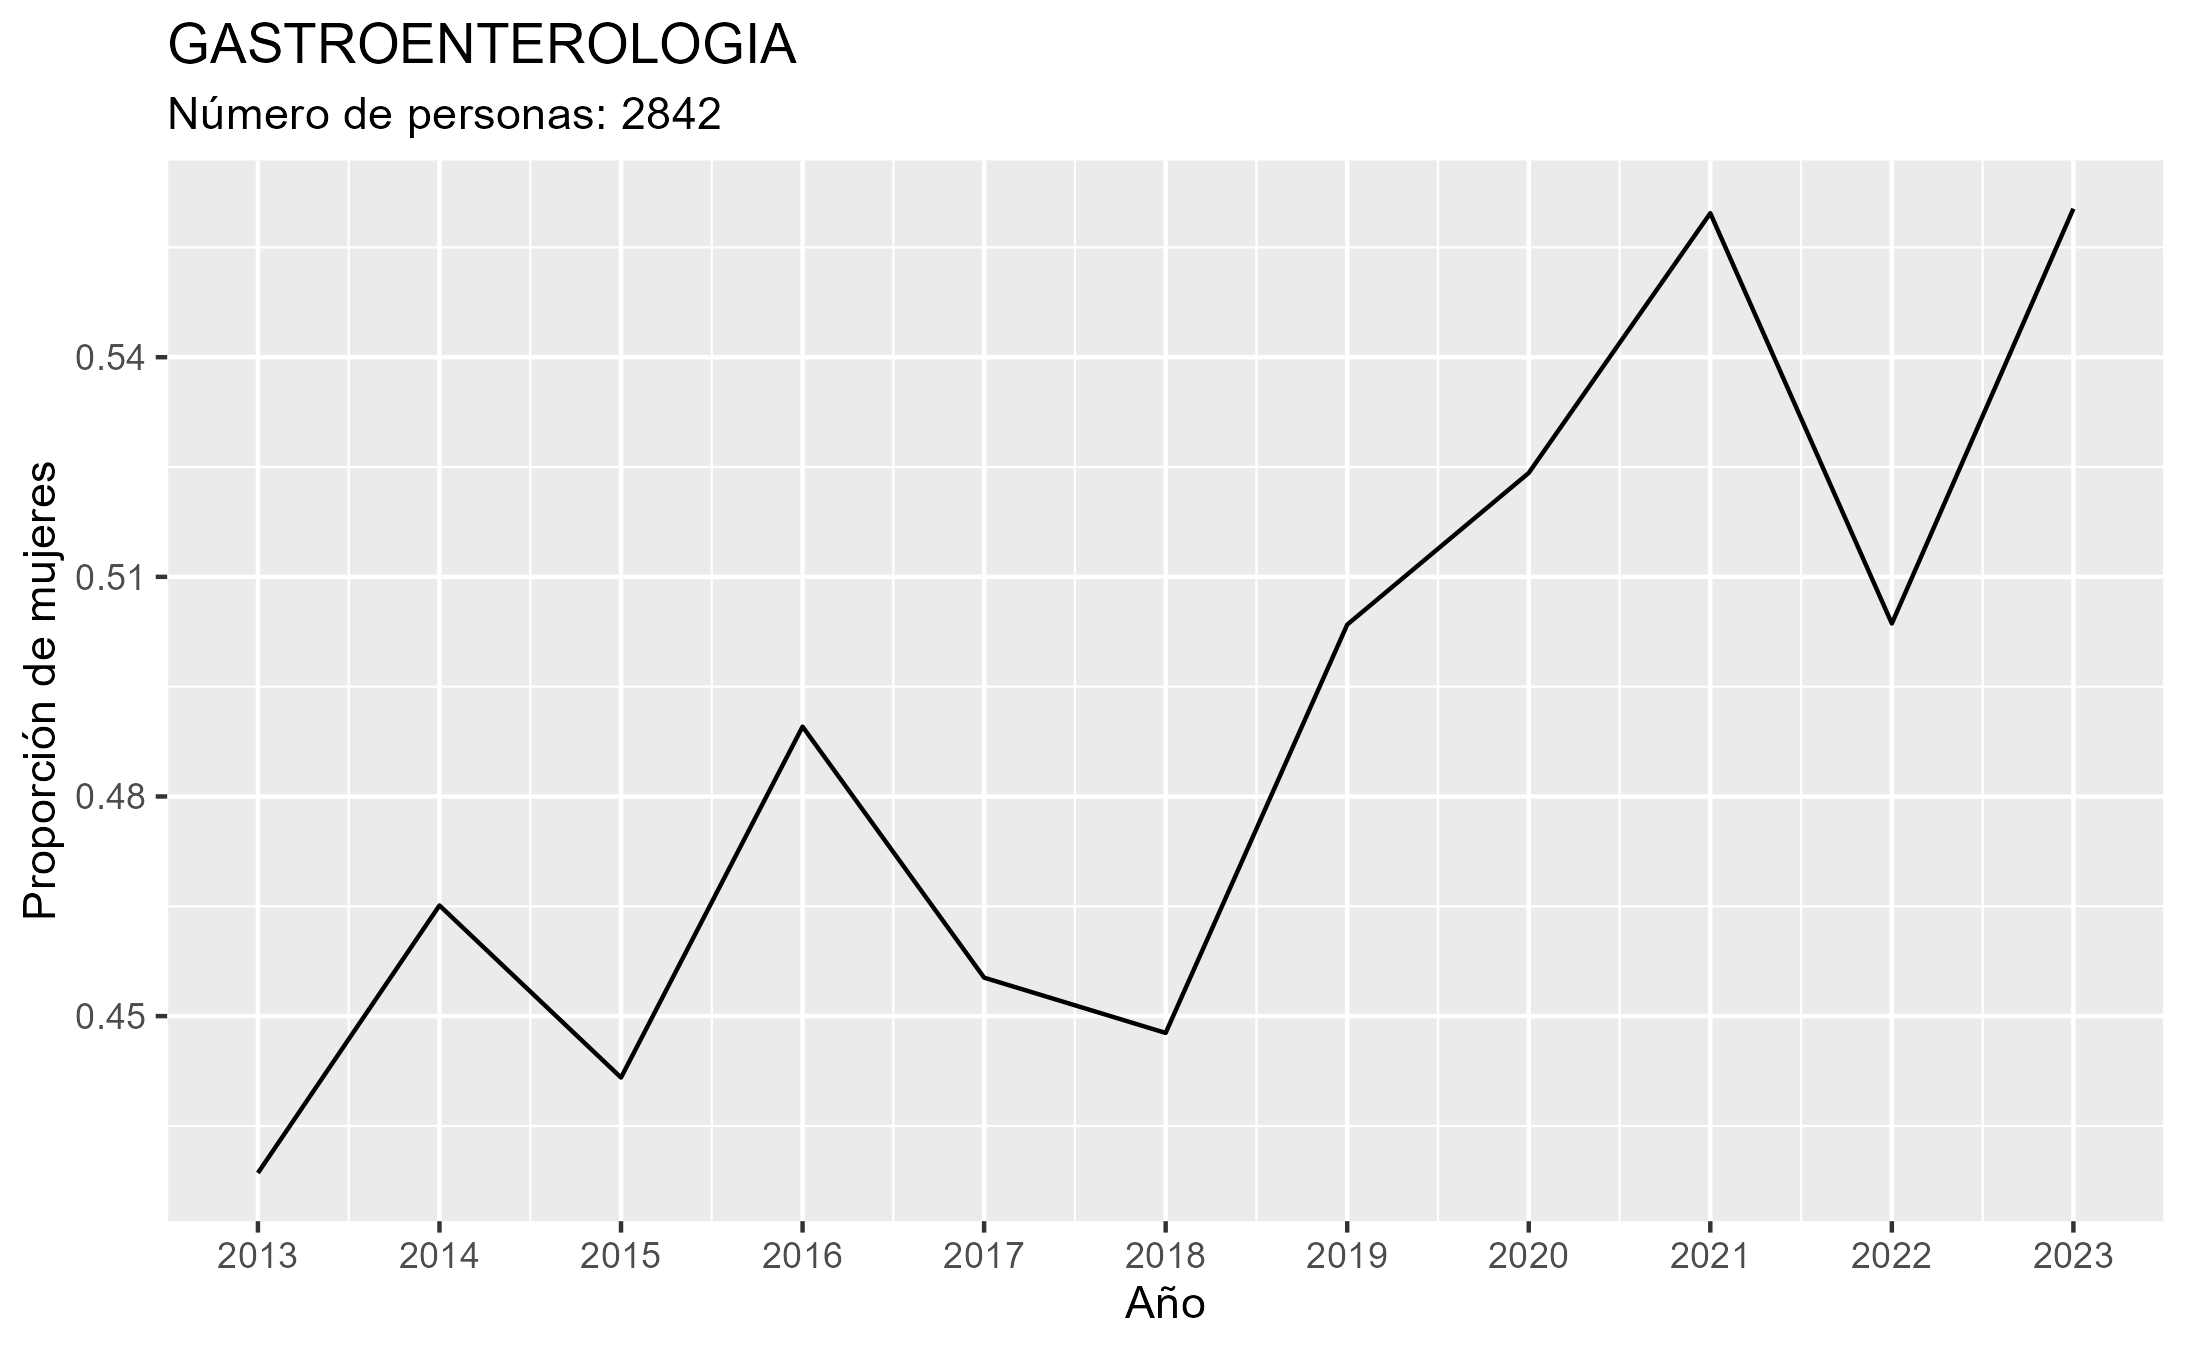 GASTROENTEROLOGIA
Número de personas: 2842
Proporción de mujeres
0.54
0.51
0.48
0.45
2013 2014 2015 2016 2017 2018 2019 2020 2021 2022 2023
Año